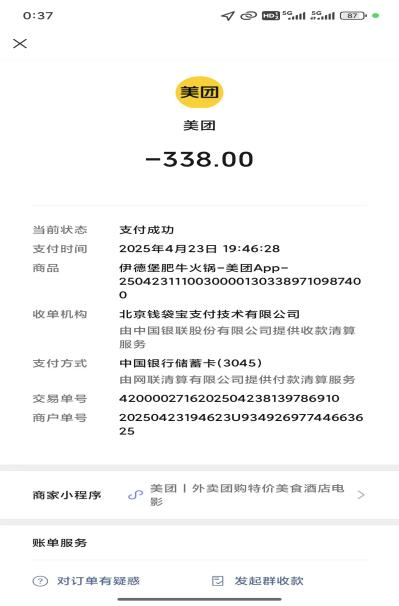 0:37
HD 5G 5G 87
美团
美团
-338.00
当前状态 支付成功
支付时间 2025年4月23日 19:46:28
商品 伊德堡肥牛火锅-美团App-
2504231110030000130338971098740
0
收单机构 北京钱袋宝支付技术有限公司
由中国银联股份有限公司提供收款清算
服务
支付方式 中国银行储蓄卡(3045)
由网联清算有限公司提供付款清算服务
交易单号 4200002716202504238139786910
商户单号 20250423194623U934926977446636
25
商家小程序 美团丨外卖团购特价美食酒店电
影
账单服务
对订单有疑惑 发起群收款